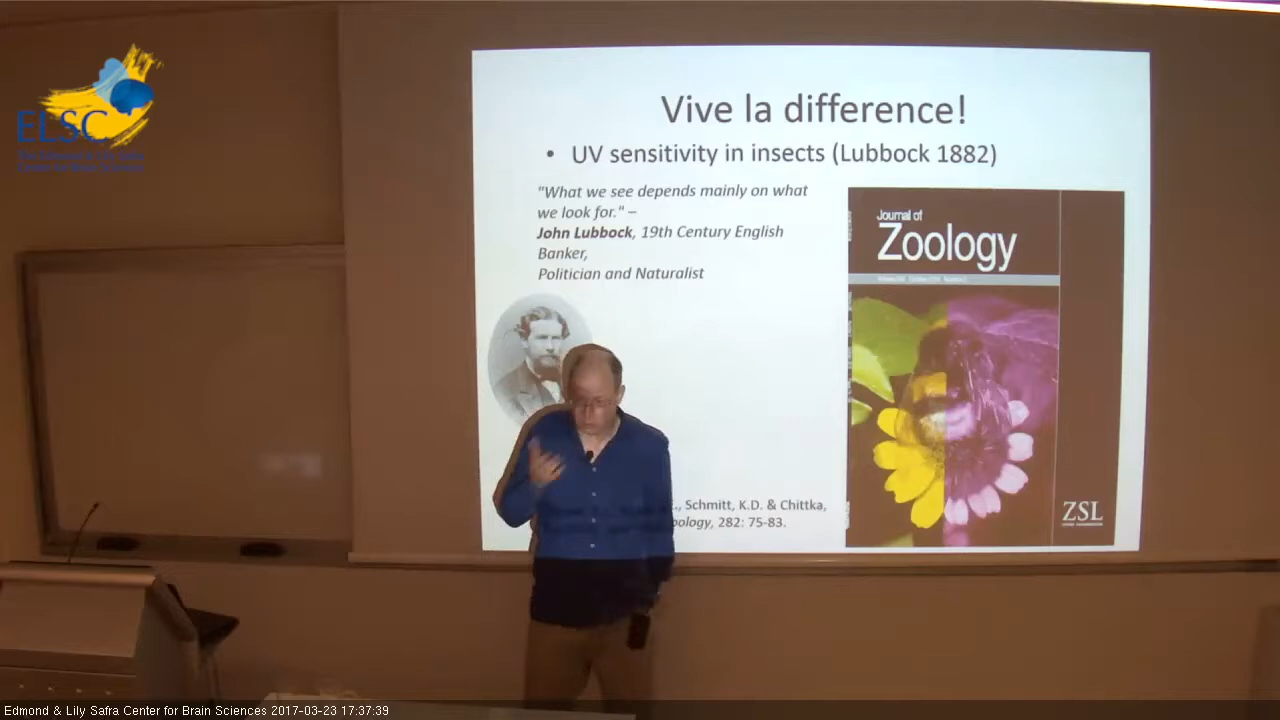 ELSC
Vive la difference!
• UV sensitivity in insects (Lubbock 1882)
"What we see depends mainly on what
we look for." –
John Lubbock, 19th Century English
Banker,
Politician and Naturalist
Journal of
Zoology
Schmitt, K.D. & Chittka,
282: 75-83.
ZSL
Edmond & Lily Safra Center for Brain Sciences 2017-03-23 17:37:39